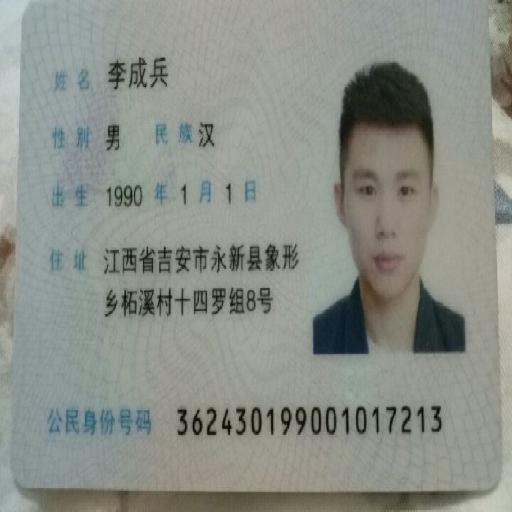 姓名 李成兵
性别 男 民族 汉
出生 1990 年 1 月 1 日
住址 江西省吉安市永新县象形
乡柘溪村十四罗组8号
公民身份号码 362430199001017213